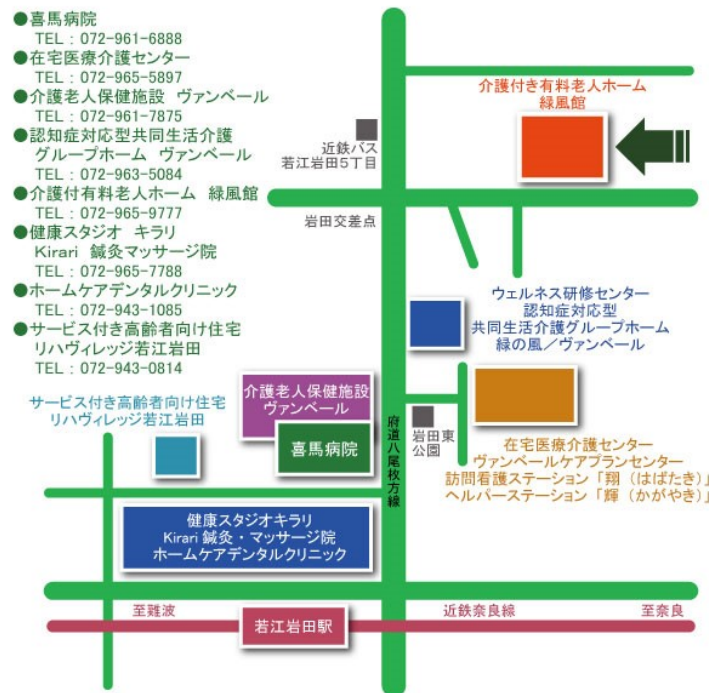 ●喜馬病院
TEL : 072-961-6888
●在宅医療介護センター
TEL : 072-965-5897
●介護老人保健施設 ヴァンベール
TEL : 072-961-7875
●認知症対応型共同生活介護
グループホーム ヴァンベール
TEL : 072-963-5084
●介護付有料老人ホーム 緑風館
TEL : 072-965-9777
●健康スタジオ キラリ
Kirari 鍼灸マッサージ院
TEL : 072-965-7788
●ホームケアデンタルクリニック
TEL : 072-943-1085
●サービス付き高齢者向け住宅
リハヴィレッジ若江岩田
TEL : 072-943-0814
介護付き有料老人ホーム
緑風館
近鉄バス
若江岩田5丁目
岩田交差点
ウェルネス研修センター
認知症対応型
共同生活介護グループホーム
緑の風／ヴァンベール
介護老人保健施設
ヴァンベール
喜馬病院
サービス付き高齢者向け住宅
リハヴィレッジ若江岩田
府道八尾枚方線
岩田東
公園
在宅医療介護センター
ヴァンベールケアプランセンター
訪問看護ステーション「翔（はばたき）」
ヘルパーステーション「輝（かがやき）」
健康スタジオキラリ
Kirari 鍼灸・マッサージ院
ホームケアデンタルクリニック
至難波
若江岩田駅
近鉄奈良線
至奈良